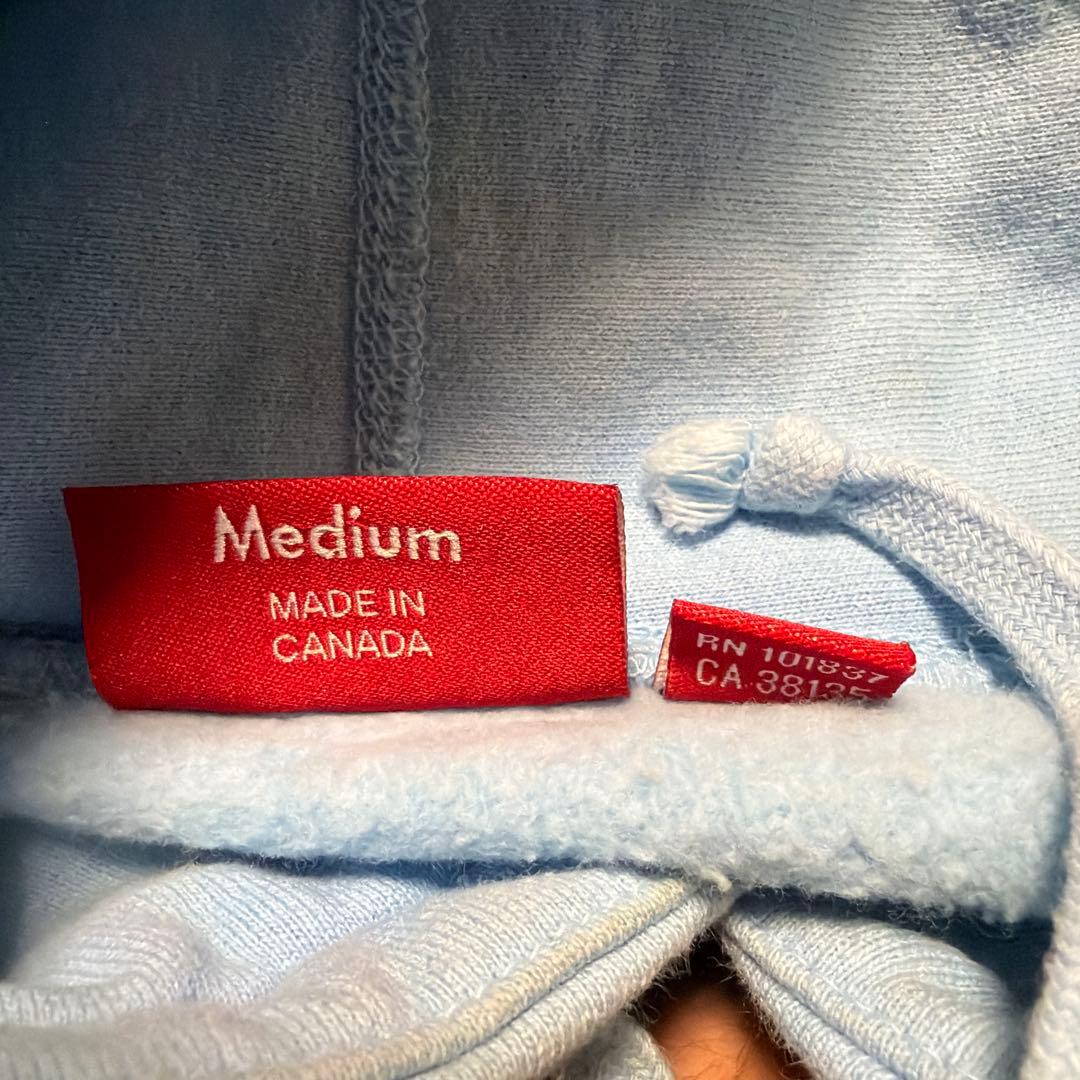 Medium
MADE IN
CANADA
RN 101837
CA 38135